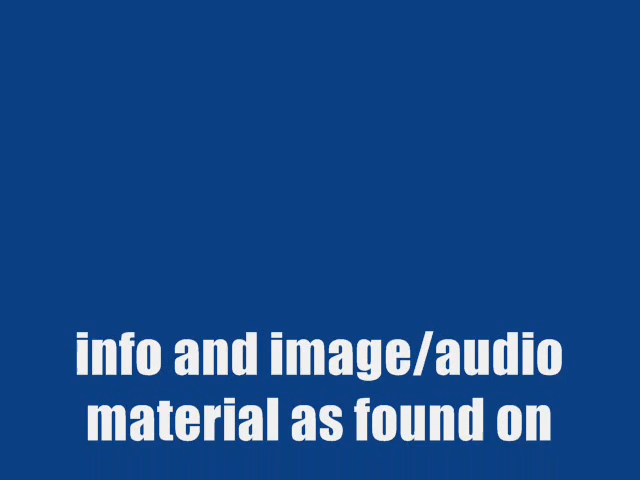 info and image/audio
material as found on